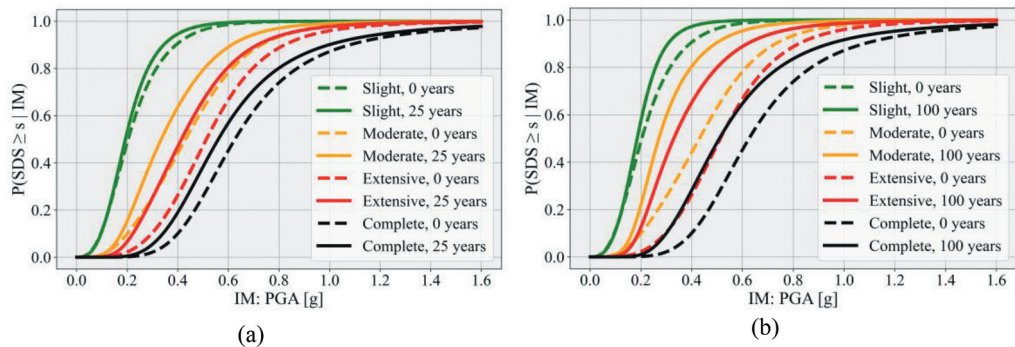 P(SDS ≥ s | IM)
1.0
0.8
0.6
0.4
0.2
0.0
Slight, 0 years
Slight, 25 years
Moderate, 0 years
Moderate, 25 years
Extensive, 0 years
Extensive, 25 years
Complete, 0 years
Complete, 25 years
0.0 0.2 0.4 0.6 0.8 1.0 1.2 1.4 1.6
IM: PGA [g]
(a)
P(SDS ≥ s | IM)
1.0
0.8
0.6
0.4
0.2
0.0
Slight, 0 years
Slight, 100 years
Moderate, 0 years
Moderate, 100 years
Extensive, 0 years
Extensive, 100 years
Complete, 0 years
Complete, 100 years
0.0 0.2 0.4 0.6 0.8 1.0 1.2 1.4 1.6
IM: PGA [g]
(b)